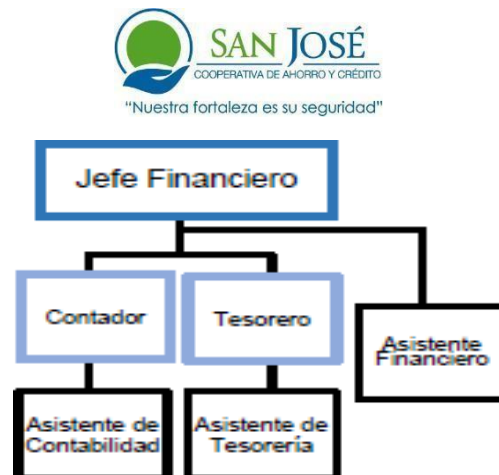 SAN JOSÉ
COOPERATIVA DE AHORRO Y CRÉDITO
“Nuestra fortaleza es su seguridad”
Jefe Financiero
Contador
Tesorero
Asistente
Financiero
Asistente de
Contabilidad
Asistente de
Tesorería